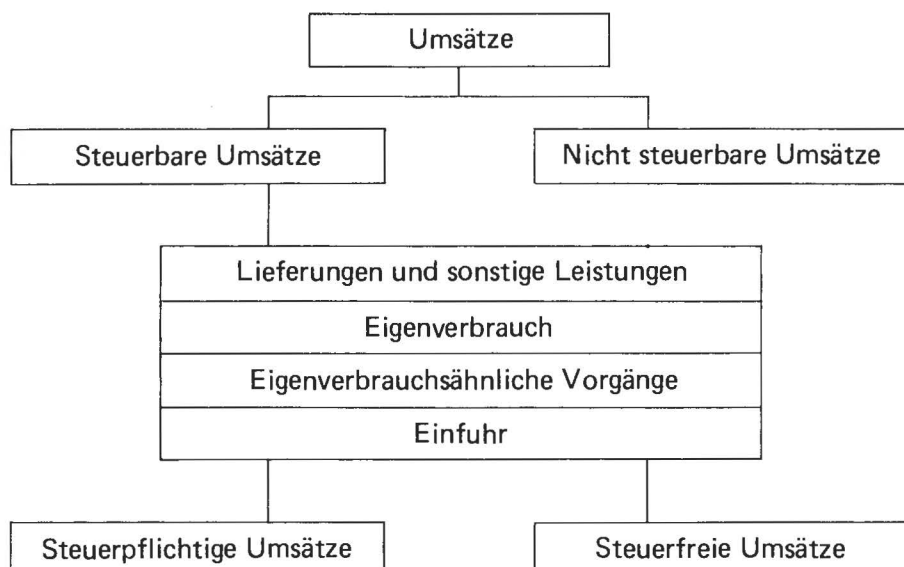 Umsätze
Steuerbare Umsätze
Nicht steuerbare Umsätze
Lieferungen und sonstige Leistungen
Eigenverbrauch
Eigenverbrauchsähnliche Vorgänge
Einfuhr
Steuerpflichtige Umsätze
Steuerfreie Umsätze